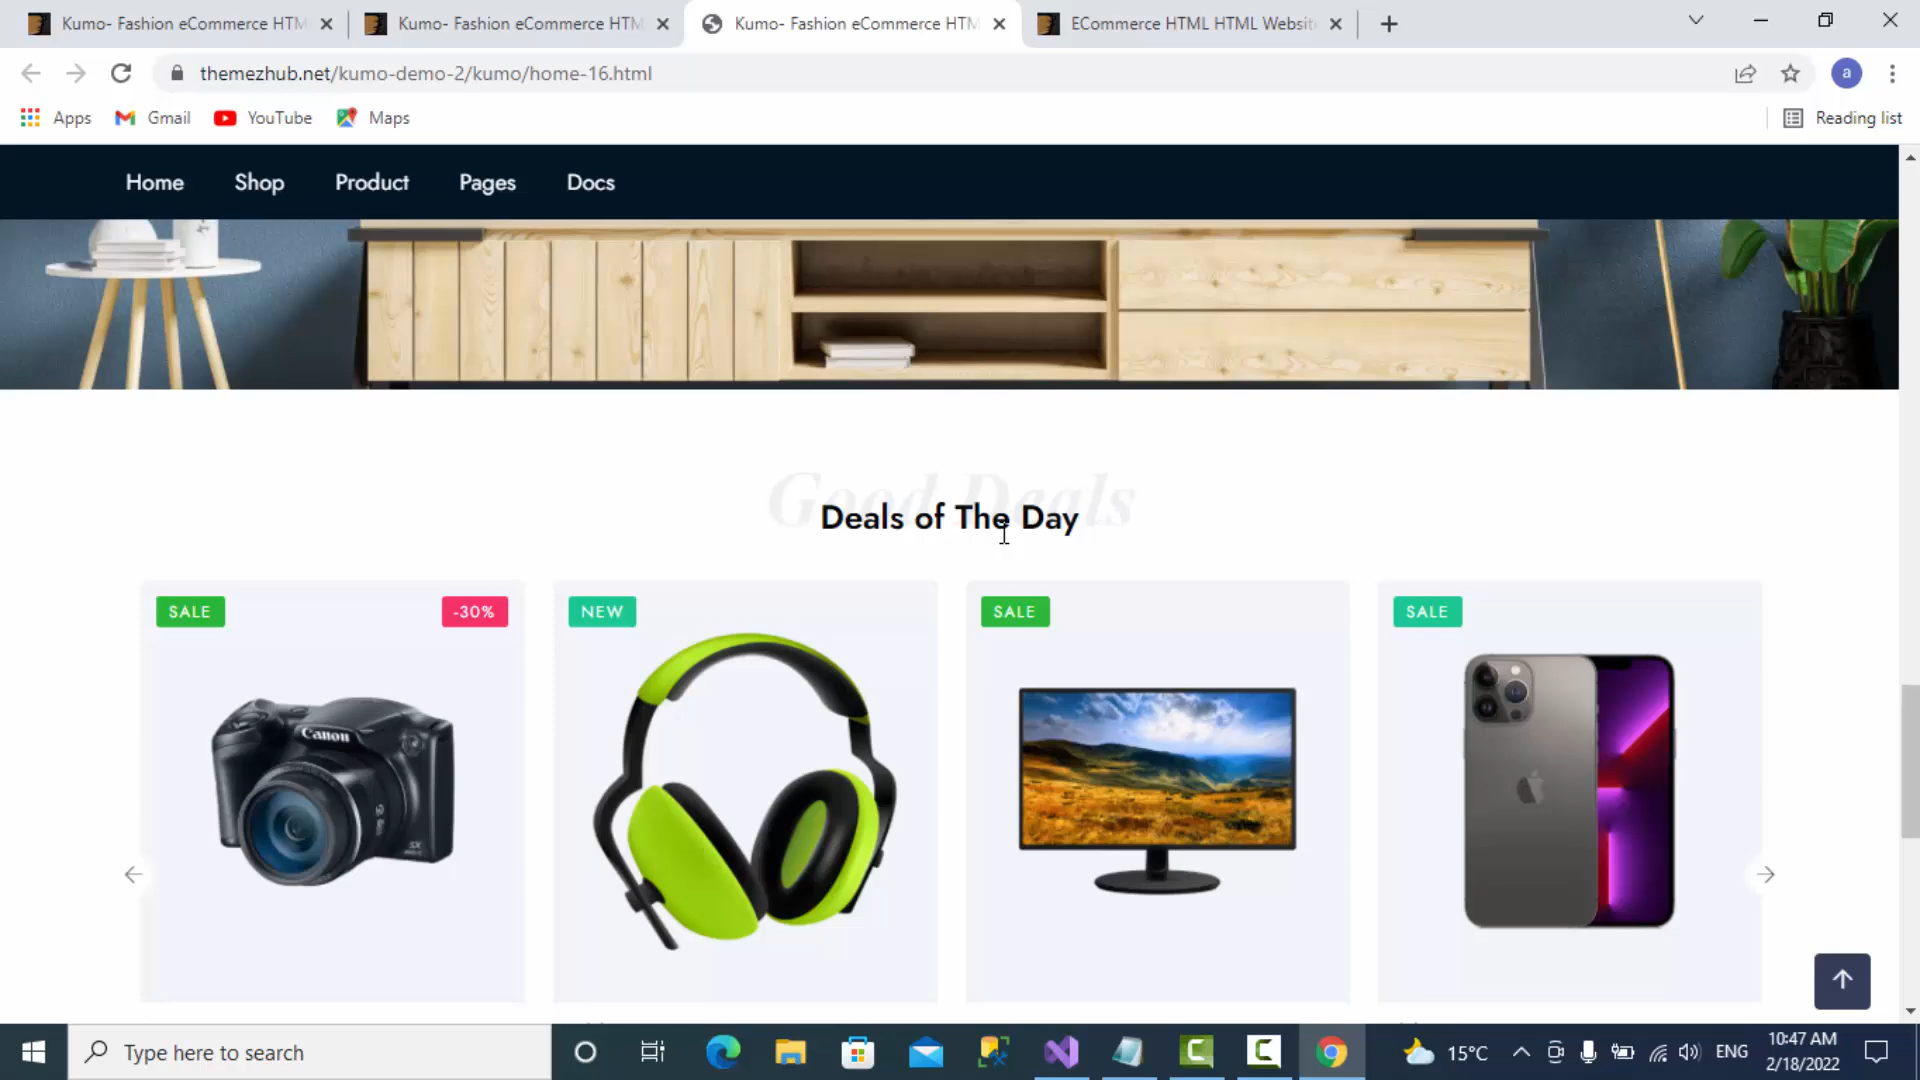 Kumo- Fashion eCommerce HTM
Kumo- Fashion eCommerce HTM
Kumo- Fashion eCommerce HTM
ECommerce HTML HTML Website
themezhub.net/kumo-demo-2/kumo/home-16.html
a
Apps
Gmail
YouTube
Maps
Reading list
Home
Shop
Product
Pages
Docs
Good Deals
Deals of The Day
SALE
-30%
NEW
SALE
SALE
Canon
SX
Type here to search
15°C
ENG
10:47 AM
2/18/2022